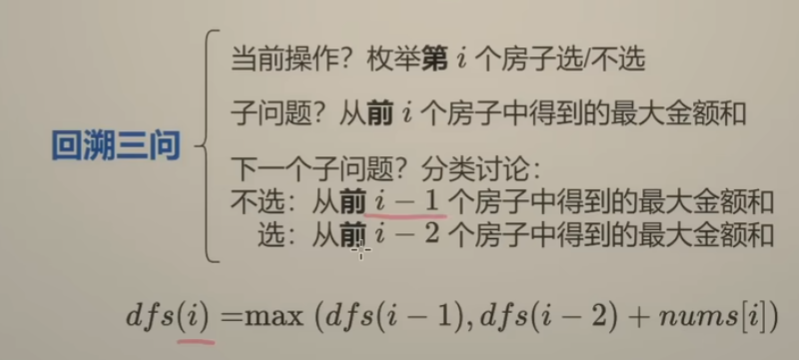 回溯三问
当前操作？枚举第 i 个房子选/不选
子问题？从前 i 个房子中得到的最大金额和
下一个子问题？分类讨论：
不选：从前 i − 1 个房子中得到的最大金额和
选：从前 i − 2 个房子中得到的最大金额和
dfs(i) =max (dfs(i − 1), dfs(i − 2) + nums[i])